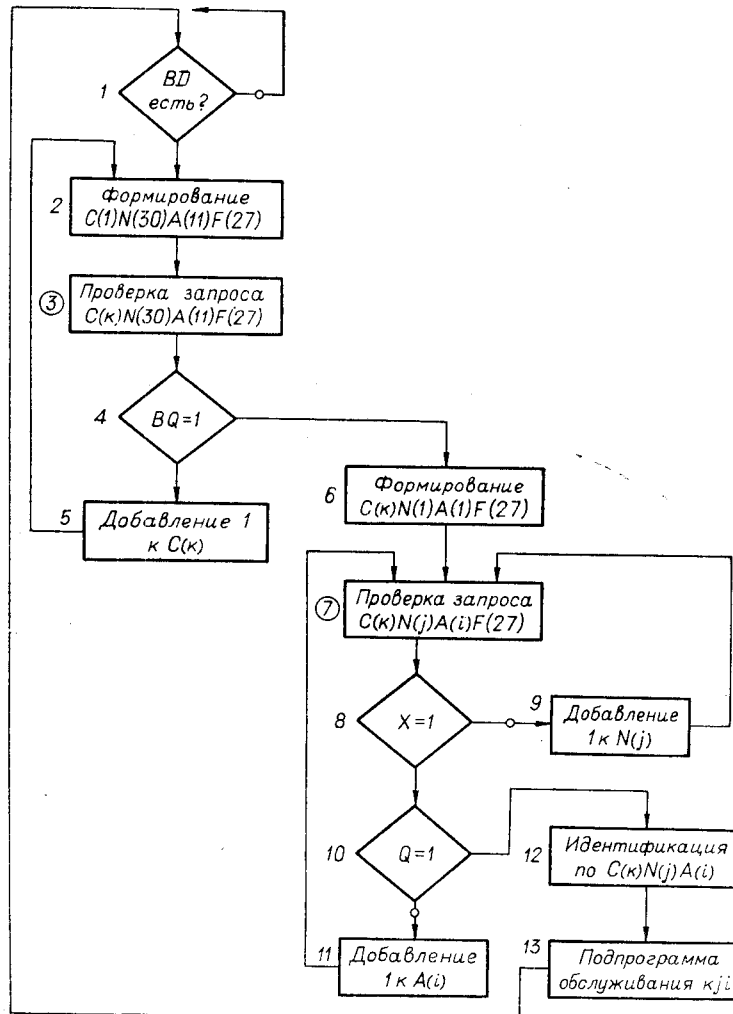 1
BD
есть?
2
Формирование
C(1)N(30)A(11)F(27)
3
Проверка запроса
C(к)N(30)A(11)F(27)
4
BQ=1
5
Добавление 1
к C(к)
6
Формирование
C(к)N(1)A(1)F(27)
7
Проверка запроса
C(к)N(j)A(i)F(27)
8
X=1
9
Добавление
1 к N(j)
10
Q=1
11
Добавление
1 к A(i)
12
Идентификация
по C(к)N(j)A(i)
13
Подпрограмма
обслуживания кji